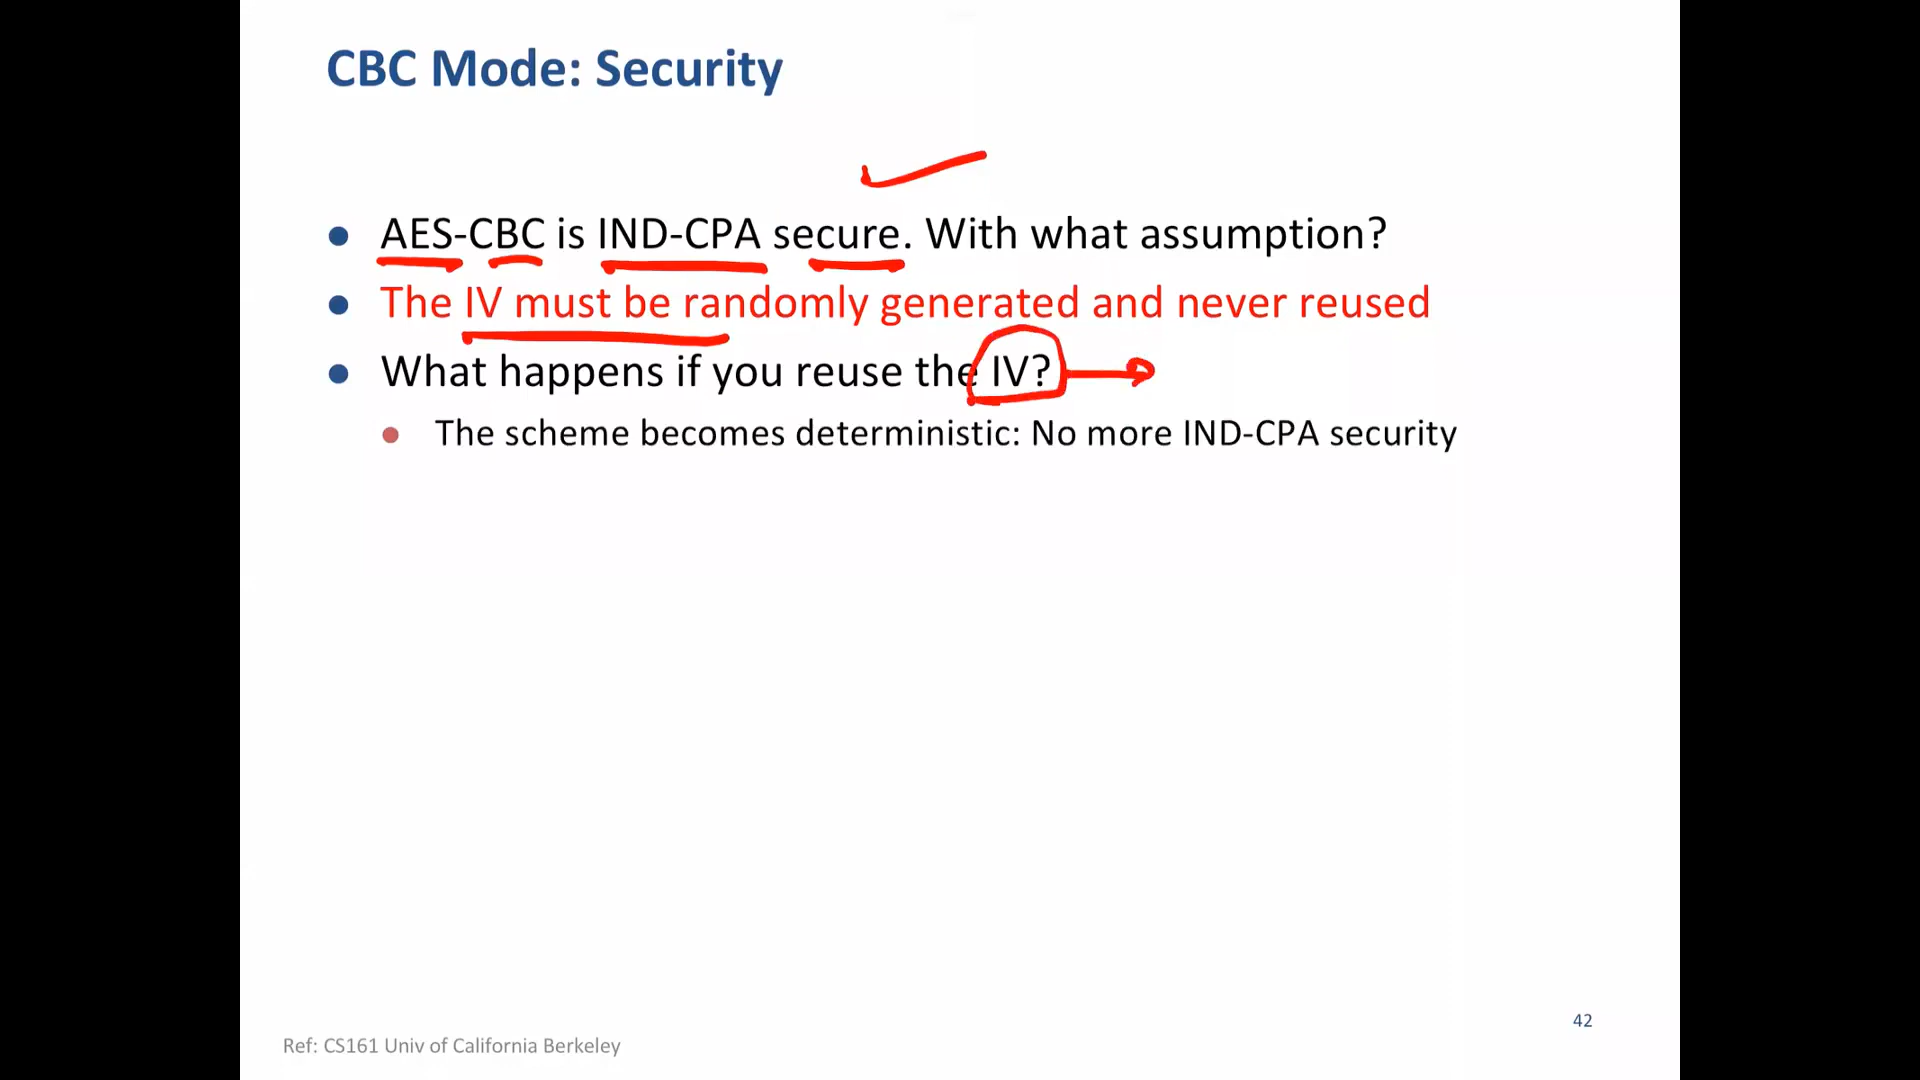 CBC Mode: Security
● AES-CBC is IND-CPA secure. With what assumption?
● The IV must be randomly generated and never reused
● What happens if you reuse the IV?
● The scheme becomes deterministic: No more IND-CPA security
42
Ref: CS161 Univ of California Berkeley